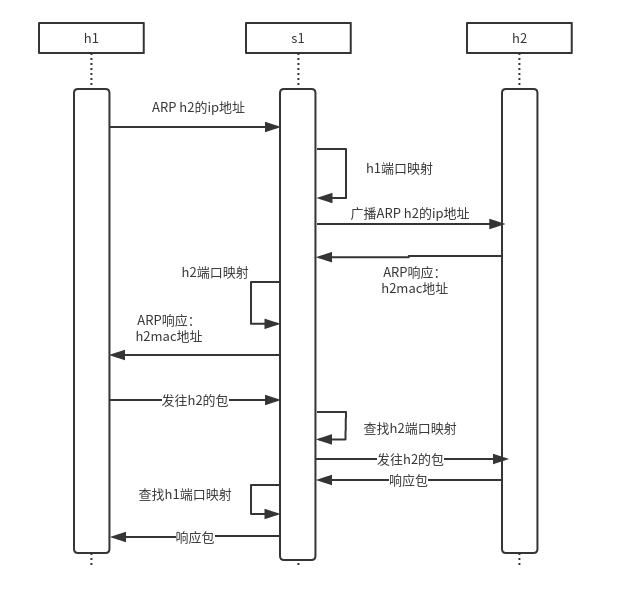 h1
s1
h2
ARP h2的ip地址
h1端口映射
广播ARP h2的ip地址
h2端口映射
ARP响应：
h2mac地址
ARP响应：
h2mac地址
发往h2的包
查找h2端口映射
发往h2的包
响应包
查找h1端口映射
响应包